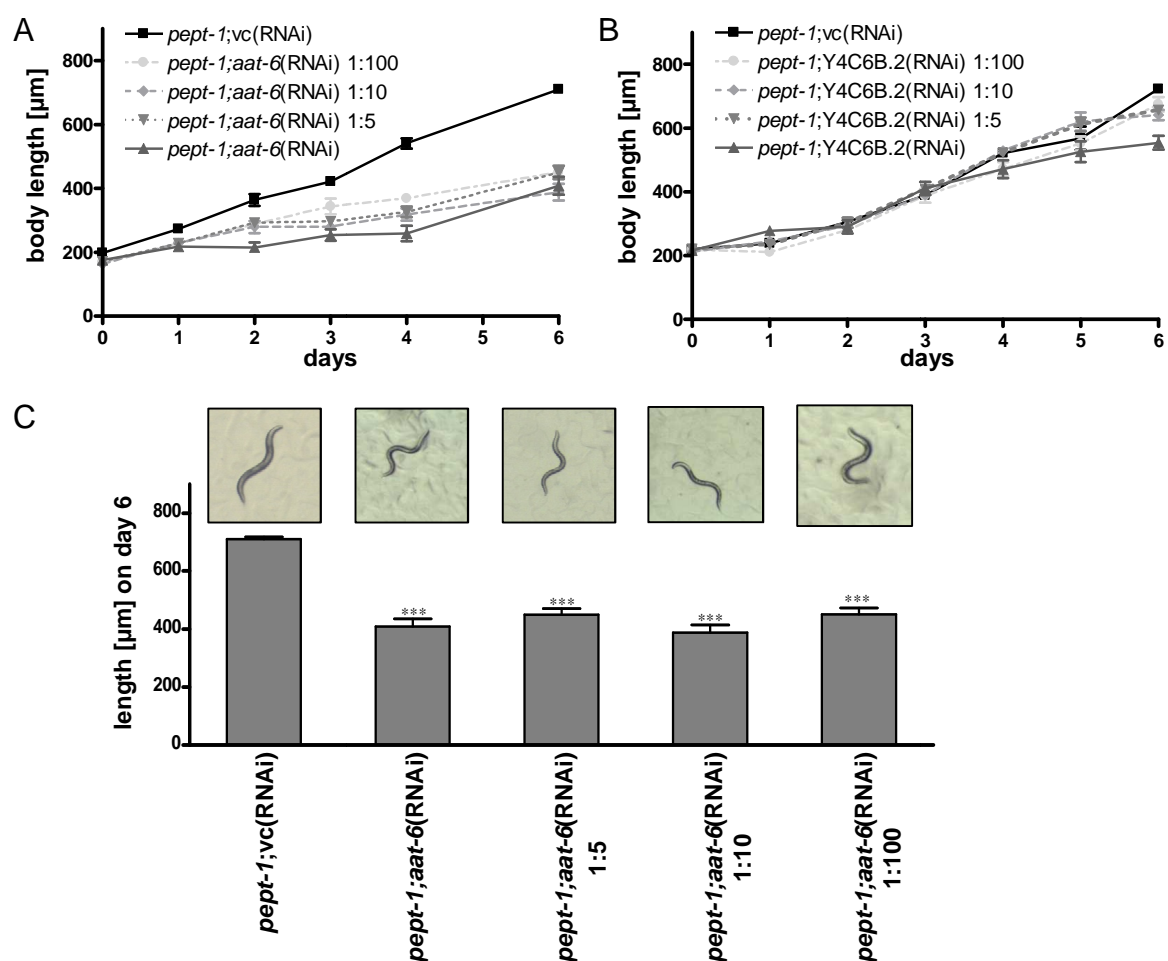 A
pept-1;vc(RNAi)
pept-1;aat-6(RNAi) 1:100
pept-1;aat-6(RNAi) 1:10
pept-1;aat-6(RNAi) 1:5
pept-1;aat-6(RNAi)
body length [µm]
800
600
400
200
0
0 1 2 3 4 5 6
days
B
pept-1;vc(RNAi)
pept-1;Y4C6B.2(RNAi) 1:100
pept-1;Y4C6B.2(RNAi) 1:10
pept-1;Y4C6B.2(RNAi) 1:5
pept-1;Y4C6B.2(RNAi)
body length [µm]
800
600
400
200
0
0 1 2 3 4 5 6
days
C
length [µm] on day 6
800
600
400
200
0
*** *** *** ***
pept-1;vc(RNAi)
pept-1;aat-6(RNAi)
pept-1;aat-6(RNAi)
1:5
pept-1;aat-6(RNAi)
1:10
pept-1;aat-6(RNAi)
1:100